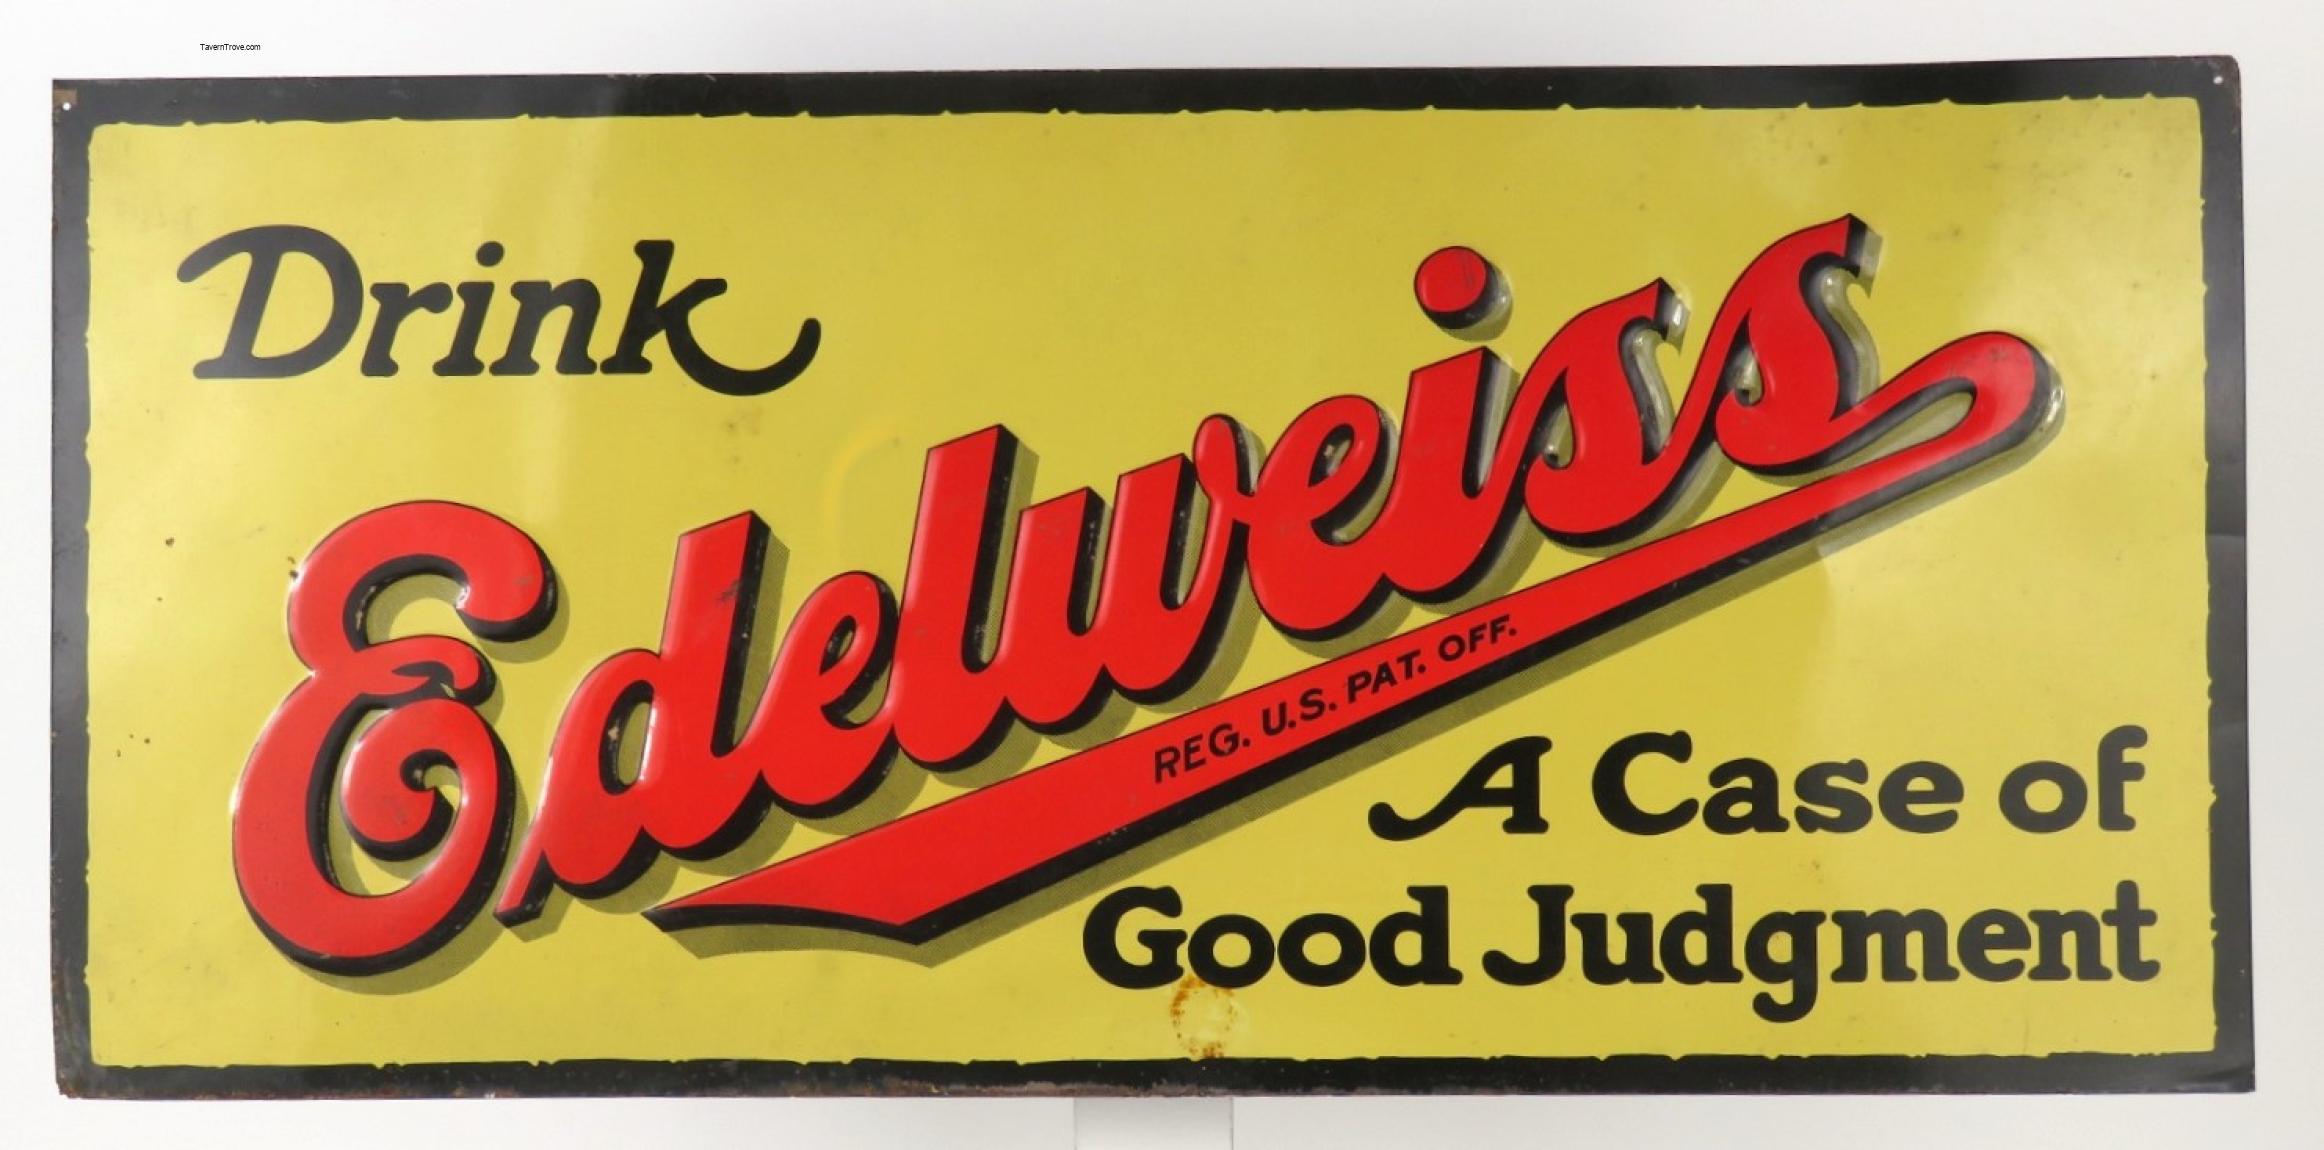 TavernTrove.com
Drink
Edelweiss
REG. U.S. PAT. OFF.
A Case of
Good Judgment